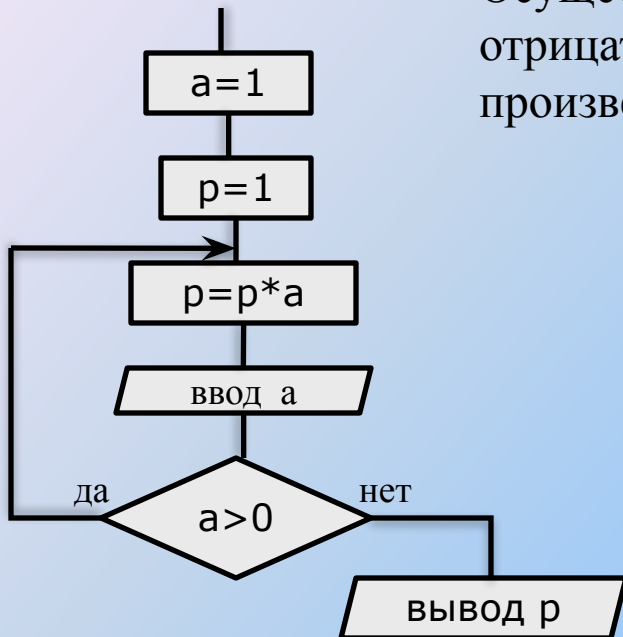 a=1
p=1
p=p*a
ввод a
да
нет
a>0
вывод p